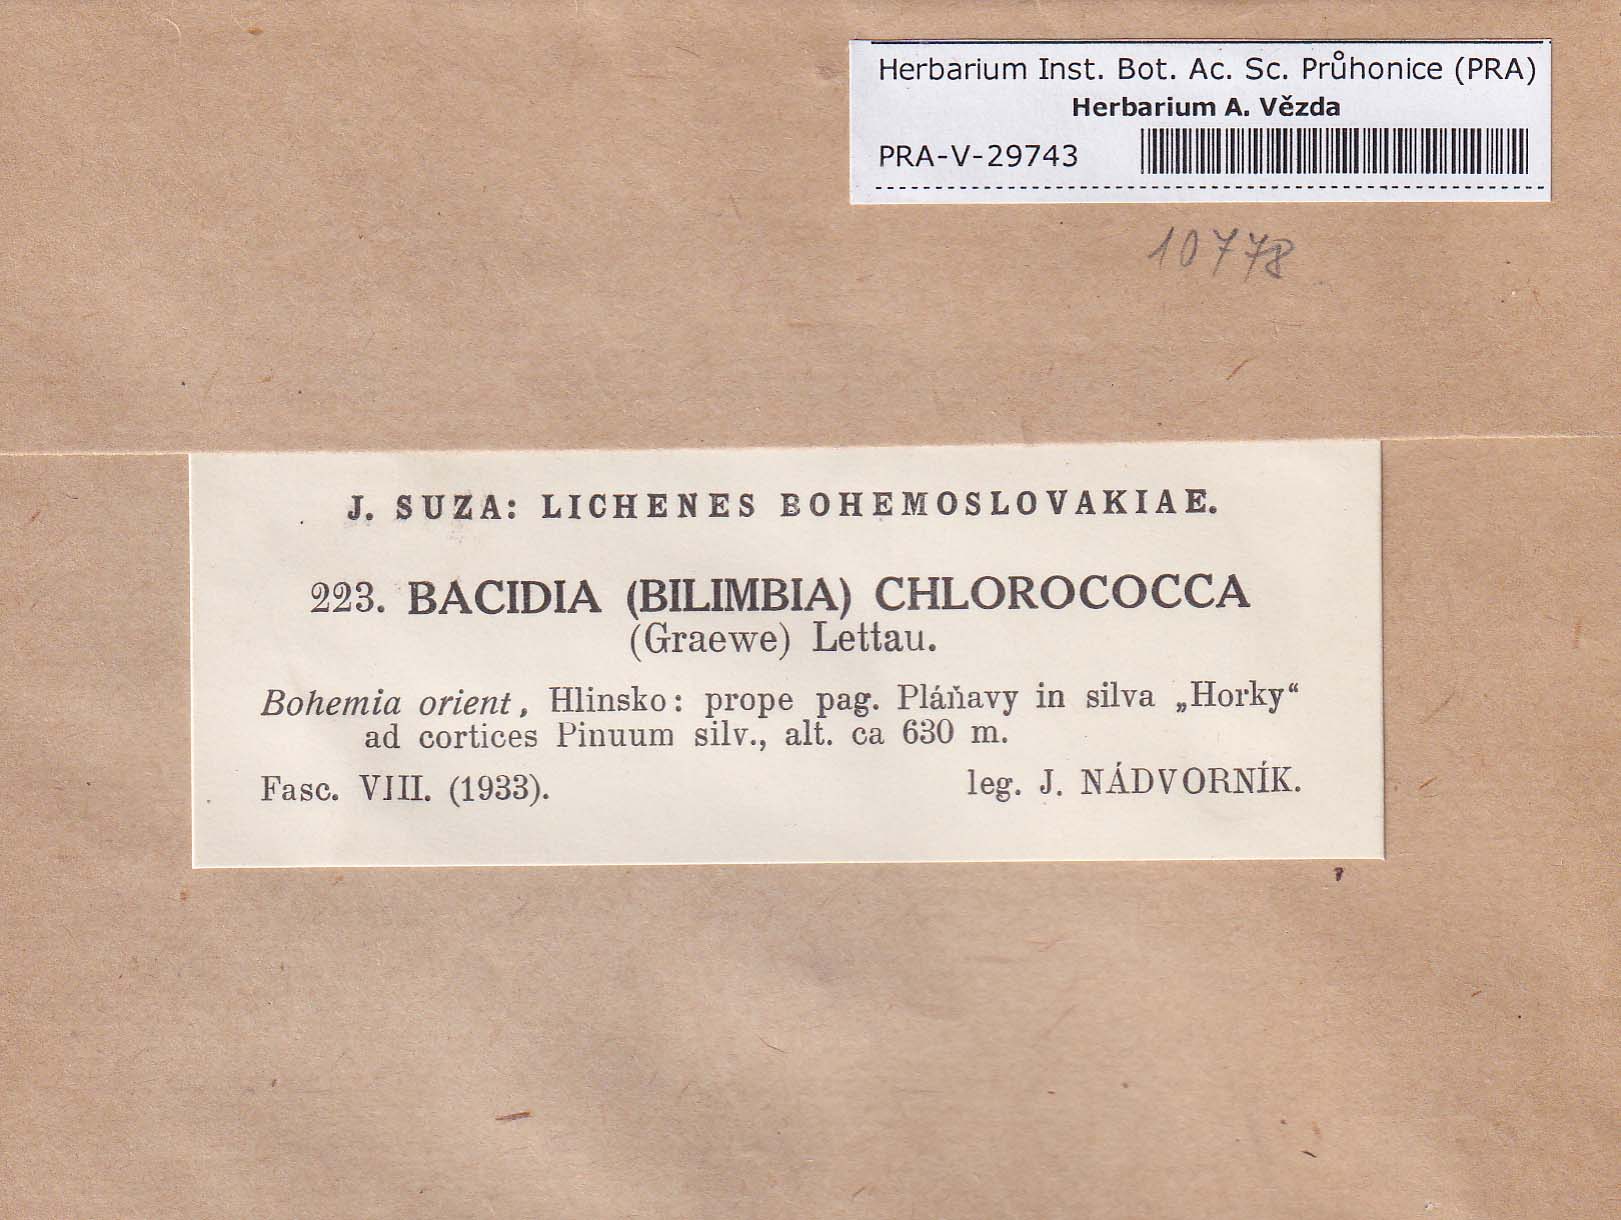 Herbarium Inst. Bot. Ac. Sc. Průhonice (PRA)
Herbarium A. Vězda
PRA-V-29743
10778
J. SUZA: LICHENES BOHEMOSLOVAKIAE.
223. BACIDIA (BILIMBIA) CHLOROCOCCA
(Graewe) Lettau.
Bohemia orient, Hlinsko: prope pag. Pláňavy in silva „Horky“
ad cortices Pinuum silv., alt. ca 630 m.
Fasc. VIII. (1933). leg. J. NÁDVORNÍK.